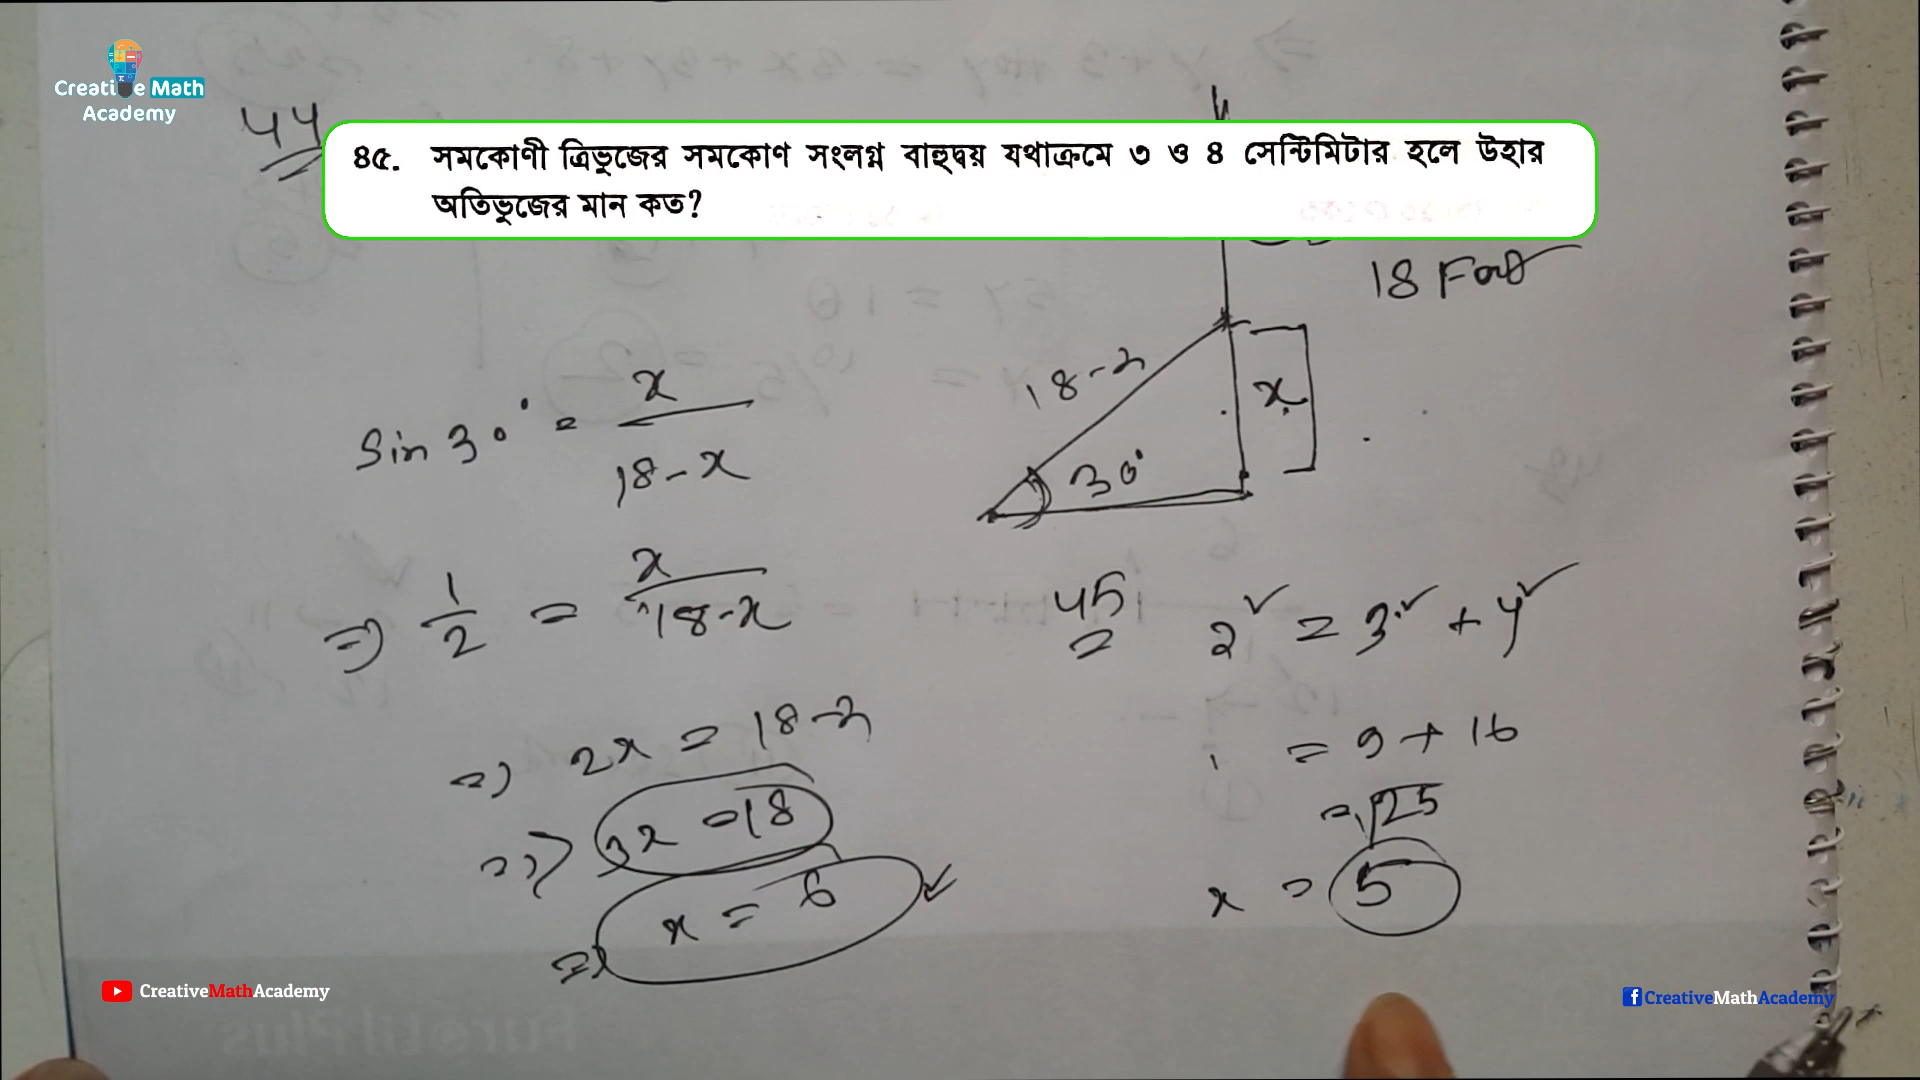 Creative Math
Academy
44
৪৫. সমকোণী ত্রিভুজের সমকোণ সংলগ্ন বাহুদ্বয় যথাক্রমে ৩ ও ৪ সেন্টিমিটার হলে উহার
অতিভুজের মান কত?
18 Foot
18-x
x
30°
sin 30° = x / 18-x
=> 1/2 = x / 18-x
=> 2x = 18-x
=> 3x = 18
=> x = 6
45
x² = 3² + 4²
= 9 + 16
= √25
x = 5
CreativeMathAcademy
CreativeMathAcademy